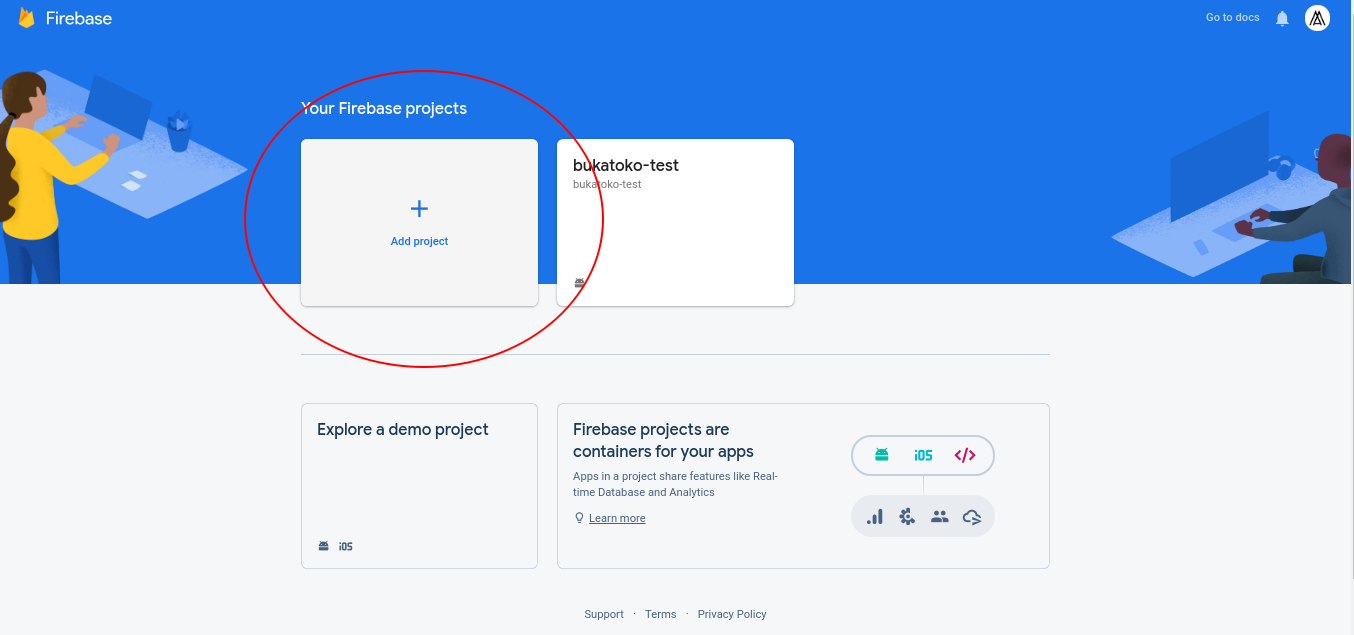 Firebase
Go to docs
Your Firebase projects
Add project
bukatoko-test
bukatoko-test
Explore a demo project
iOS
Firebase projects are
containers for your apps
Apps in a project share features like Real-
time Database and Analytics
Learn more
iOS </>
Support · Terms · Privacy Policy